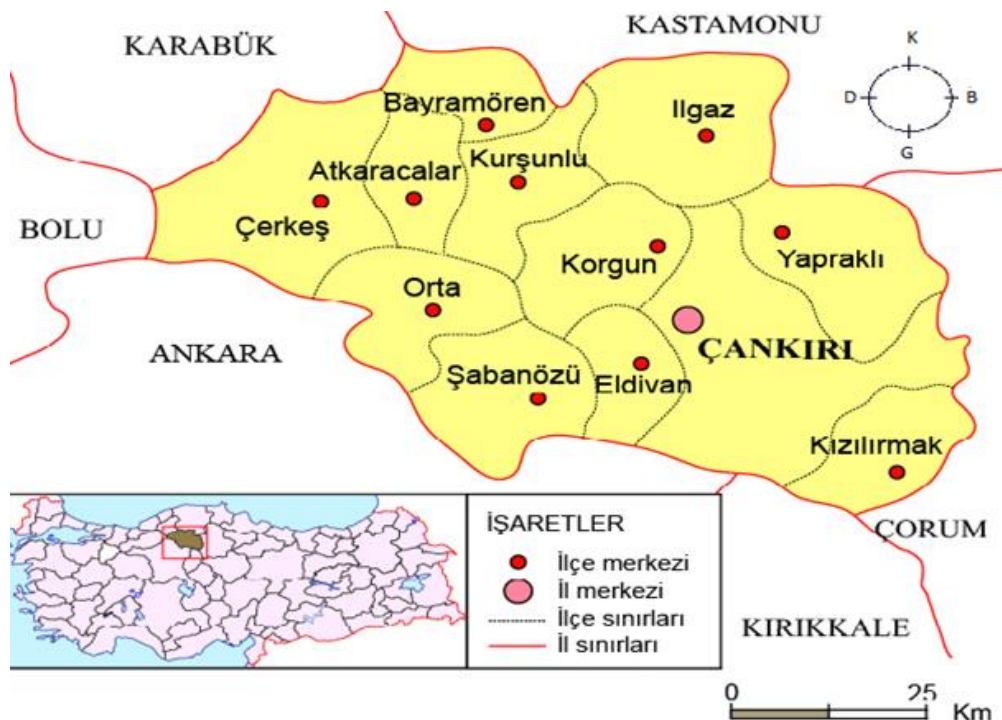 KARABÜK
KASTAMONU
K
D
B
G
Bayramören
Ilgaz
Atkaracalar
Kurşunlu
Çerkeş
BOLU
Korgun
Yapraklı
Orta
ANKARA
ÇANKIRI
Şabanözü
Eldivan
Kızılırmak
ÇORUM
İŞARETLER
İlçe merkezi
İl merkezi
İlçe sınırları
İl sınırları
KIRIKKALE
0 25
Km